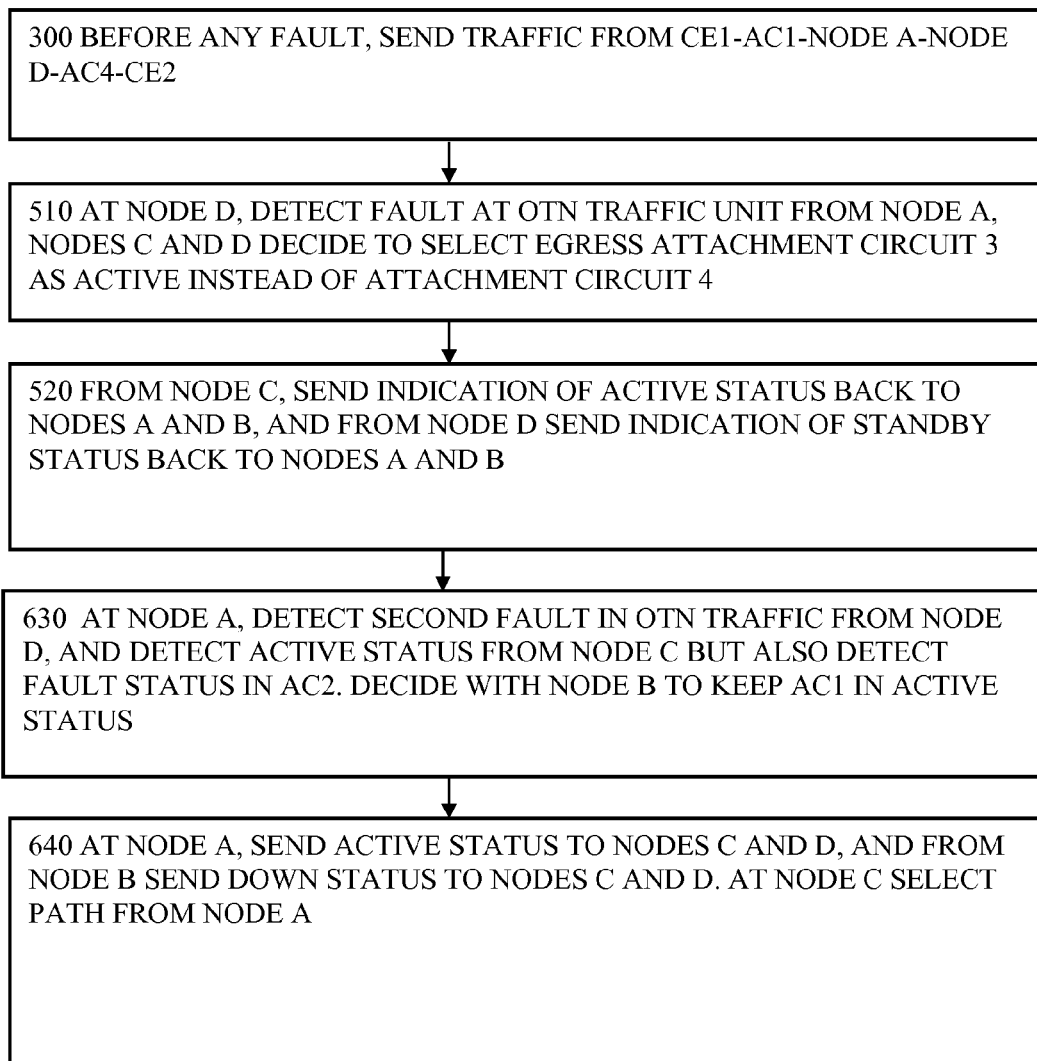 300 BEFORE ANY FAULT, SEND TRAFFIC FROM CE1-AC1-NODE A-NODE
D-AC4-CE2
510 AT NODE D, DETECT FAULT AT OTN TRAFFIC UNIT FROM NODE A,
NODES C AND D DECIDE TO SELECT EGRESS ATTACHMENT CIRCUIT 3
AS ACTIVE INSTEAD OF ATTACHMENT CIRCUIT 4
520 FROM NODE C, SEND INDICATION OF ACTIVE STATUS BACK TO
NODES A AND B, AND FROM NODE D SEND INDICATION OF STANDBY
STATUS BACK TO NODES A AND B
630 AT NODE A, DETECT SECOND FAULT IN OTN TRAFFIC FROM NODE
D, AND DETECT ACTIVE STATUS FROM NODE C BUT ALSO DETECT
FAULT STATUS IN AC2. DECIDE WITH NODE B TO KEEP AC1 IN ACTIVE
STATUS
640 AT NODE A, SEND ACTIVE STATUS TO NODES C AND D, AND FROM
NODE B SEND DOWN STATUS TO NODES C AND D. AT NODE C SELECT
PATH FROM NODE A